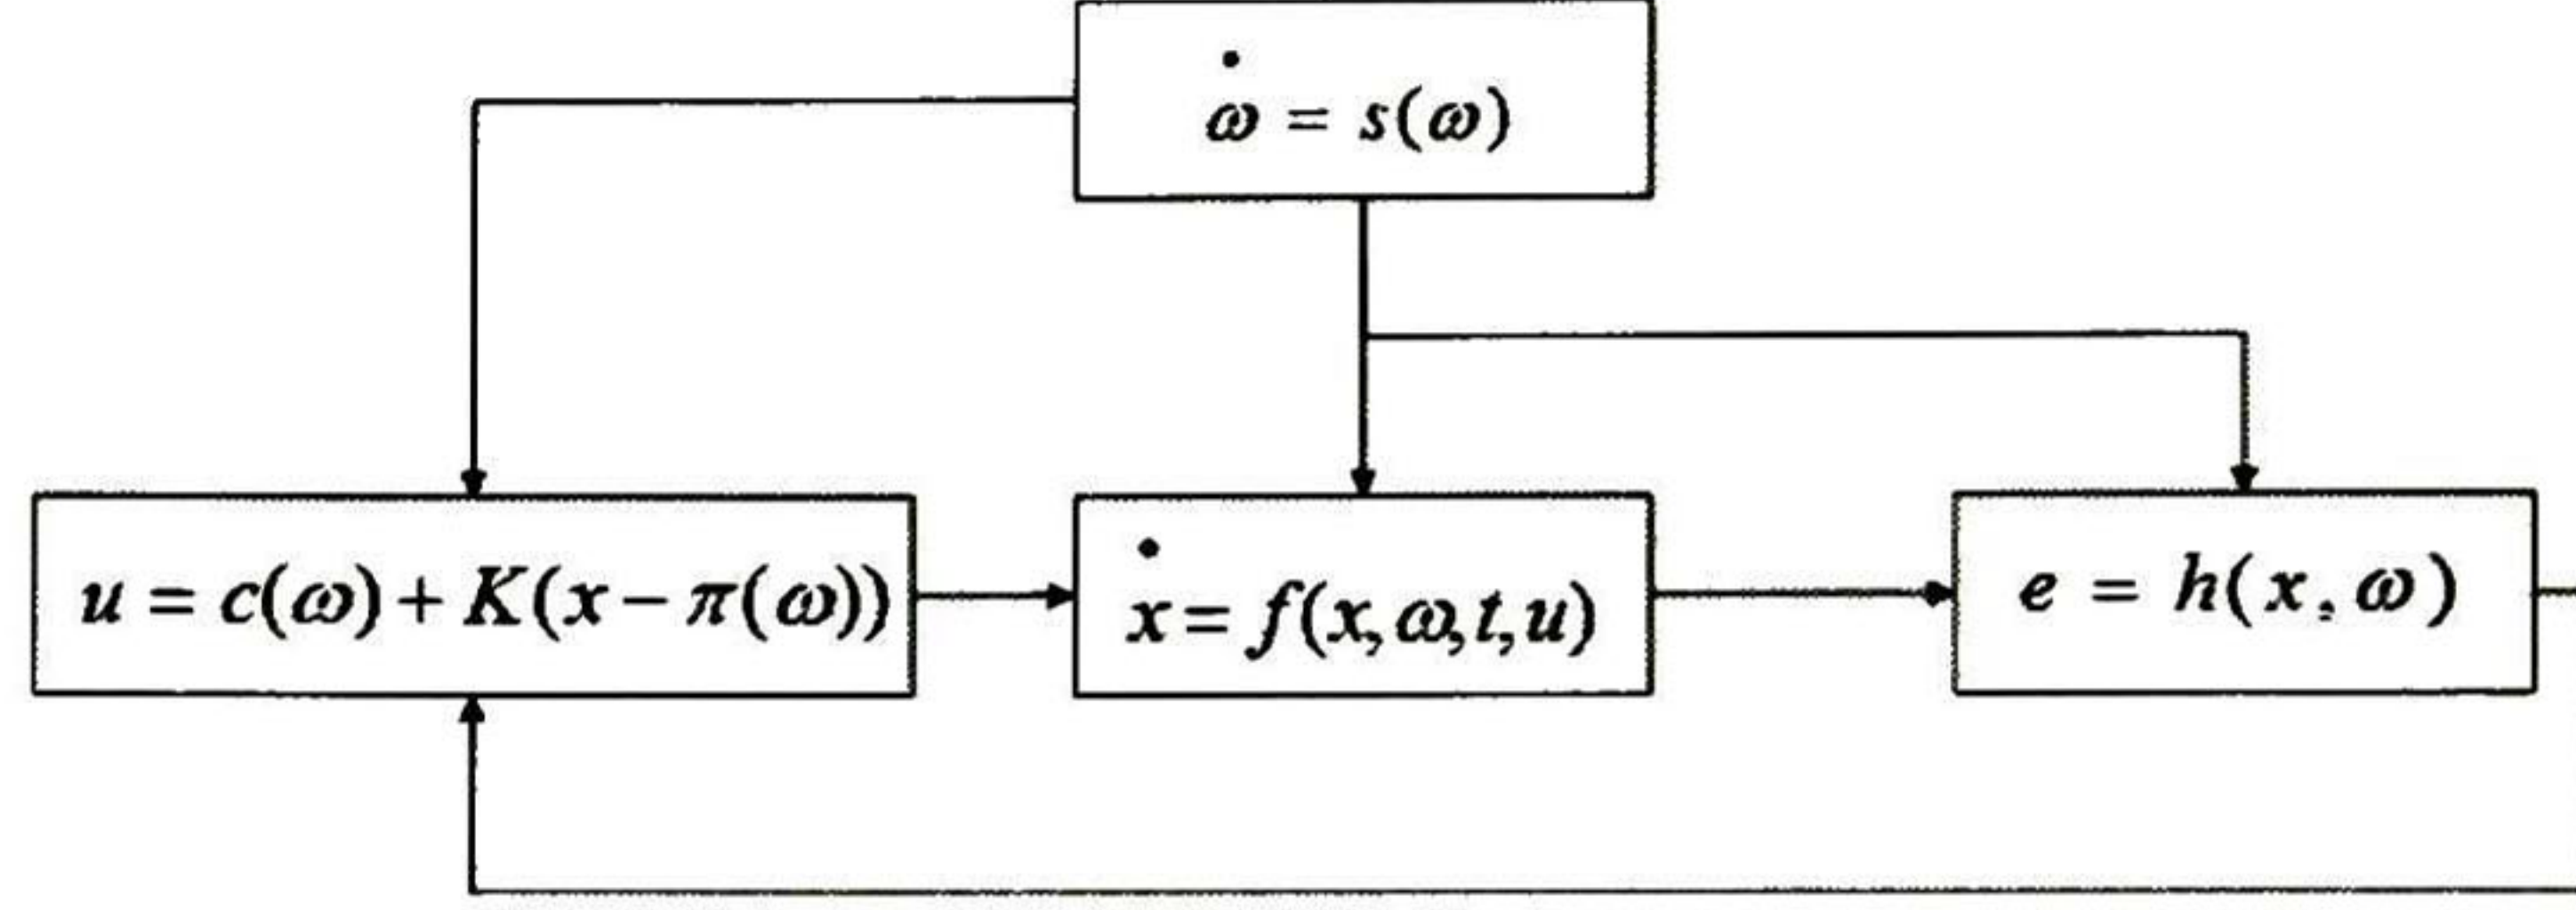 ω̇ = s(ω)
u = c(ω) + K(x − π(ω))
ẋ = f(x, ω, t, u)
e = h(x, ω)